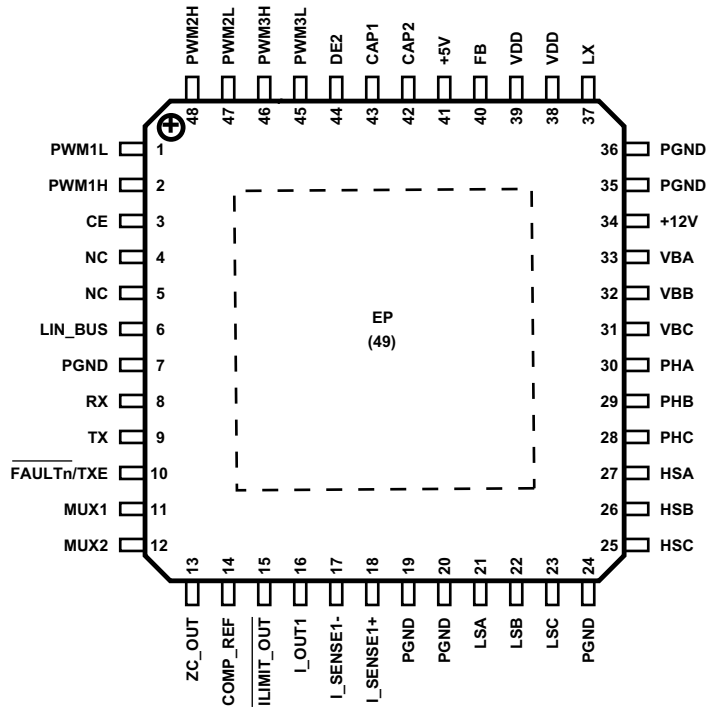 PWM2H
PWM2L
PWM3H
PWM3L
DE2
CAP1
CAP2
+5V
FB
VDD
VDD
LX
48
47
46
45
44
43
42
41
40
39
38
37
PWM1L 1
PWM1H 2
CE 3
NC 4
NC 5
LIN_BUS 6
PGND 7
RX 8
TX 9
FAULTn/TXE 10
MUX1 11
MUX2 12
EP
(49)
36 PGND
35 PGND
34 +12V
33 VBA
32 VBB
31 VBC
30 PHA
29 PHB
28 PHC
27 HSA
26 HSB
25 HSC
13
14
15
16
17
18
19
20
21
22
23
24
ZC_OUT
COMP_REF
ILIMIT_OUT
I_OUT1
I_SENSE1-
I_SENSE1+
PGND
PGND
LSA
LSB
LSC
PGND